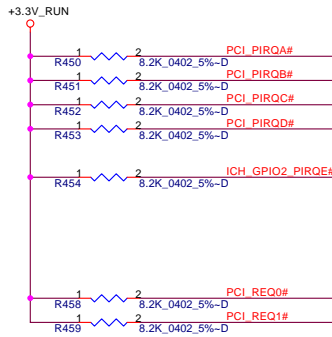 +3.3V_RUN
1 2 PCI_PIRQA#
R450 8.2K_0402_5%~D
1 2 PCI_PIRQB#
R451 8.2K_0402_5%~D
1 2 PCI_PIRQC#
R452 8.2K_0402_5%~D
1 2 PCI_PIRQD#
R453 8.2K_0402_5%~D
1 2 ICH_GPIO2_PIRQE#
R454 8.2K_0402_5%~D
1 2 PCI_REQ0#
R458 8.2K_0402_5%~D
1 2 PCI_REQ1#
R459 8.2K_0402_5%~D